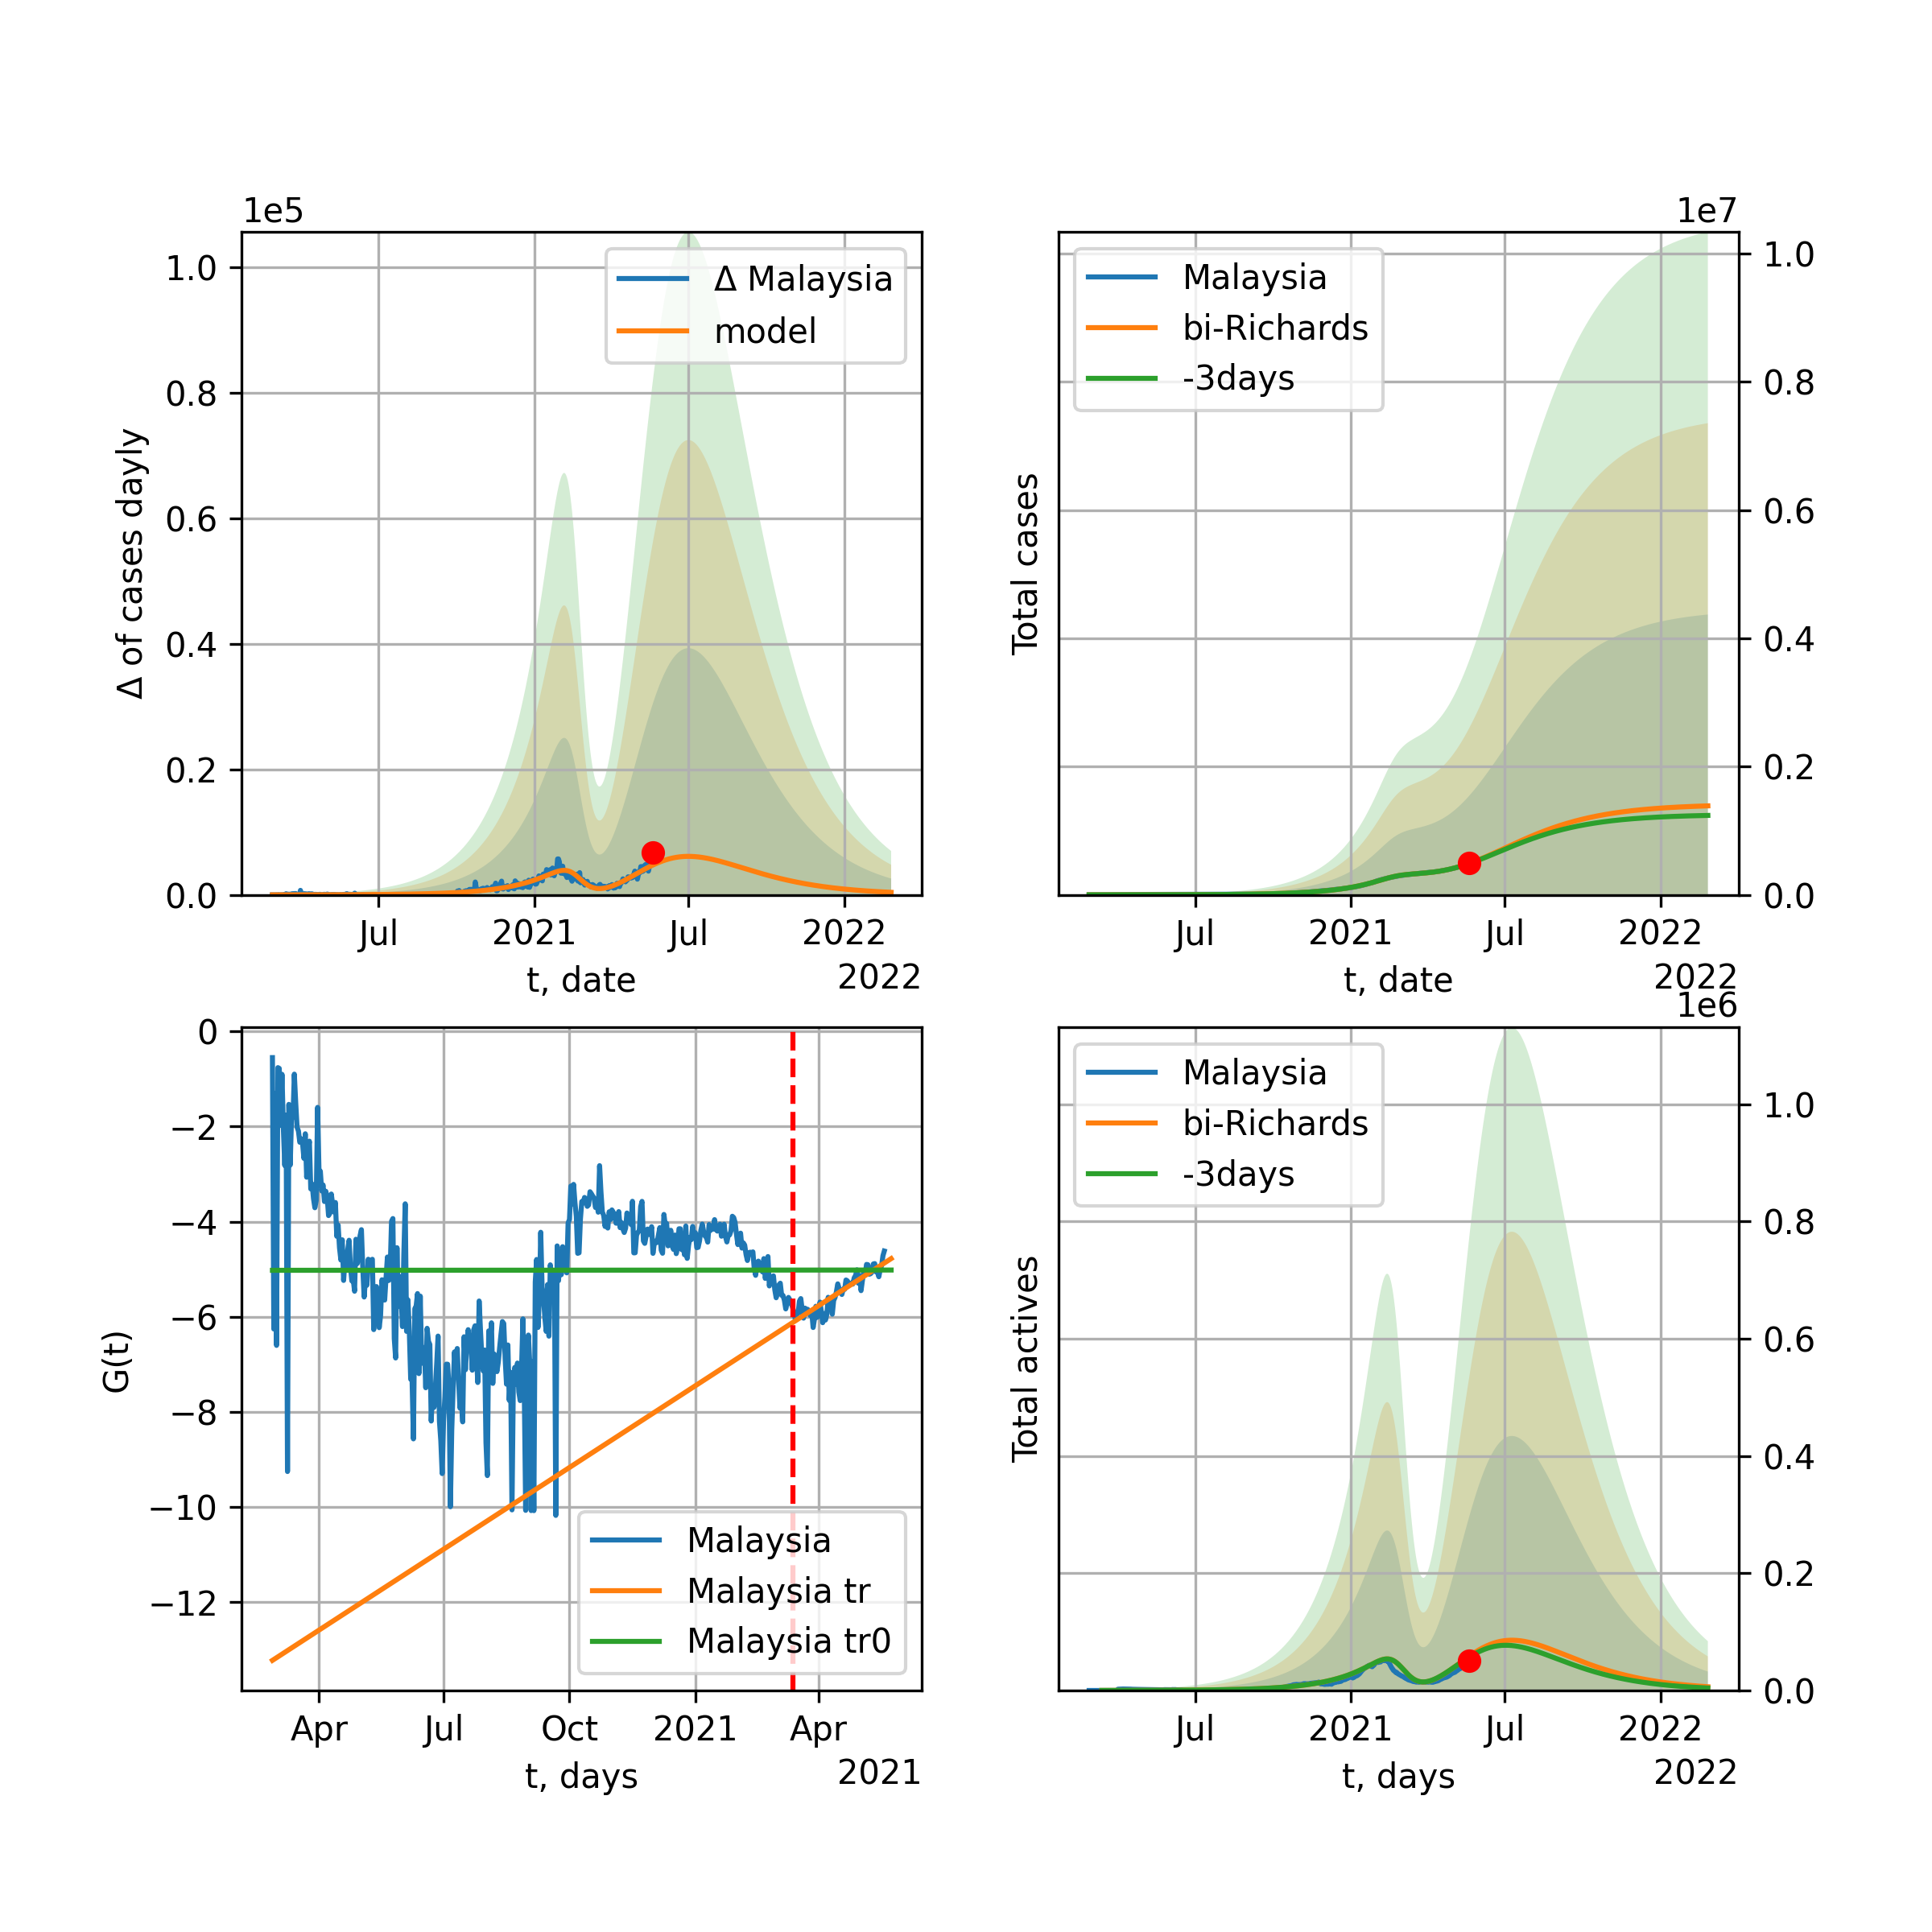 1e5
Δ of cases dayly
1.0
0.8
0.6
0.4
0.2
0.0
Δ Malaysia
model
Jul
2021
Jul
2022
t, date
2022
1e7
Total cases
Malaysia
bi-Richards
-3days
1.0
0.8
0.6
0.4
0.2
0.0
Jul
2021
Jul
2022
t, date
2022
G(t)
0
−2
−4
−6
−8
−10
−12
Malaysia
Malaysia tr
Malaysia tr0
Apr
Jul
Oct
2021
Apr
t, days
2021
1e6
Total actives
Malaysia
bi-Richards
-3days
1.0
0.8
0.6
0.4
0.2
0.0
Jul
2021
Jul
2022
t, days
2022